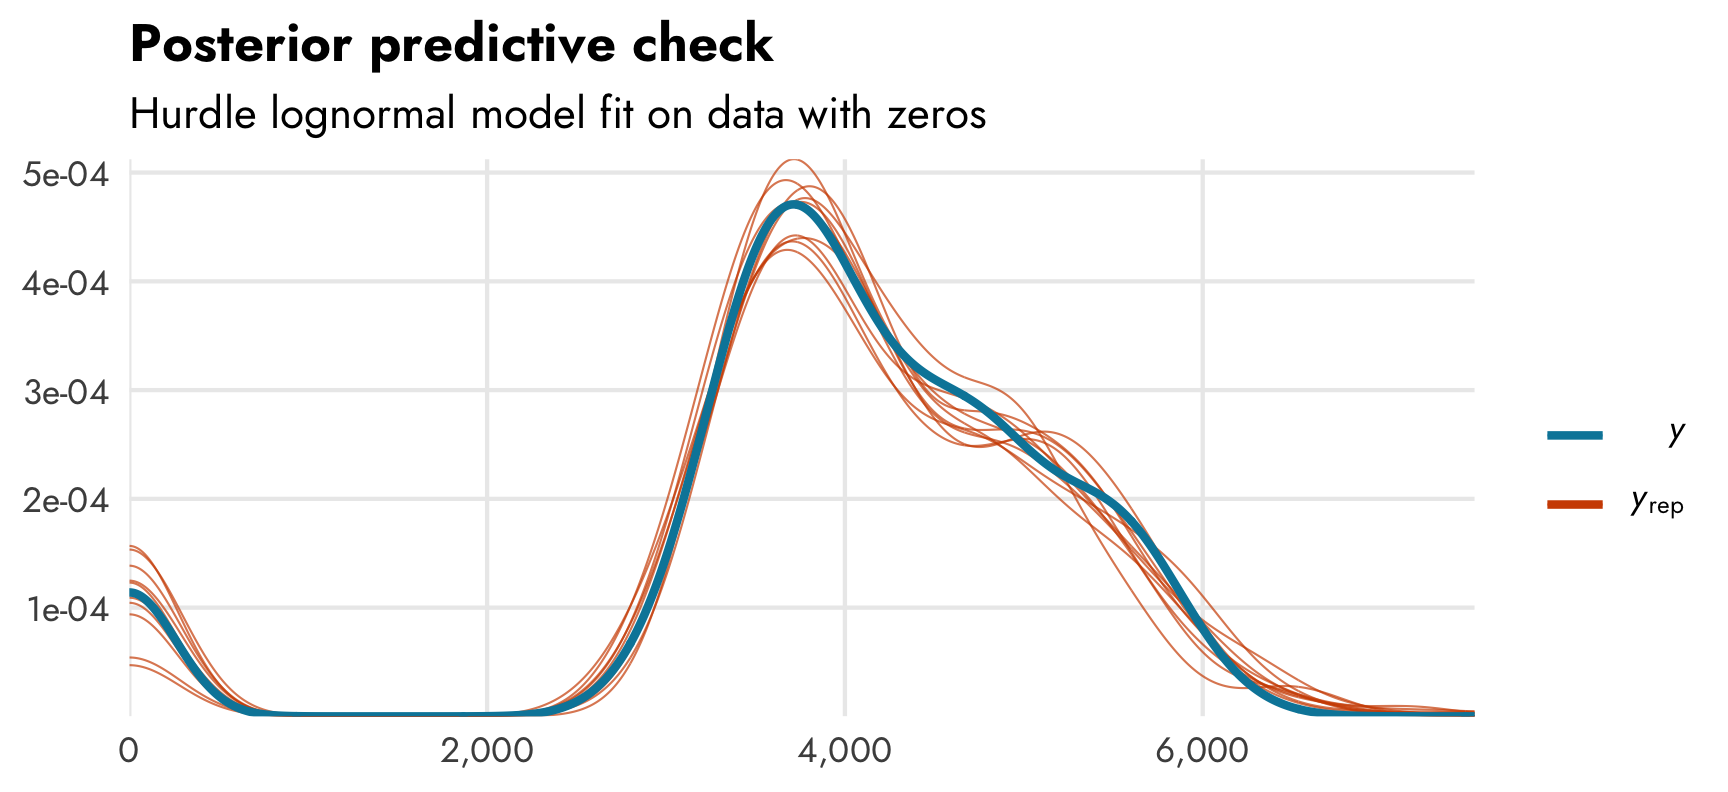 Posterior predictive check
Hurdle lognormal model fit on data with zeros
5e-04
4e-04
3e-04
2e-04
1e-04
0 2,000 4,000 6,000
y
yrep